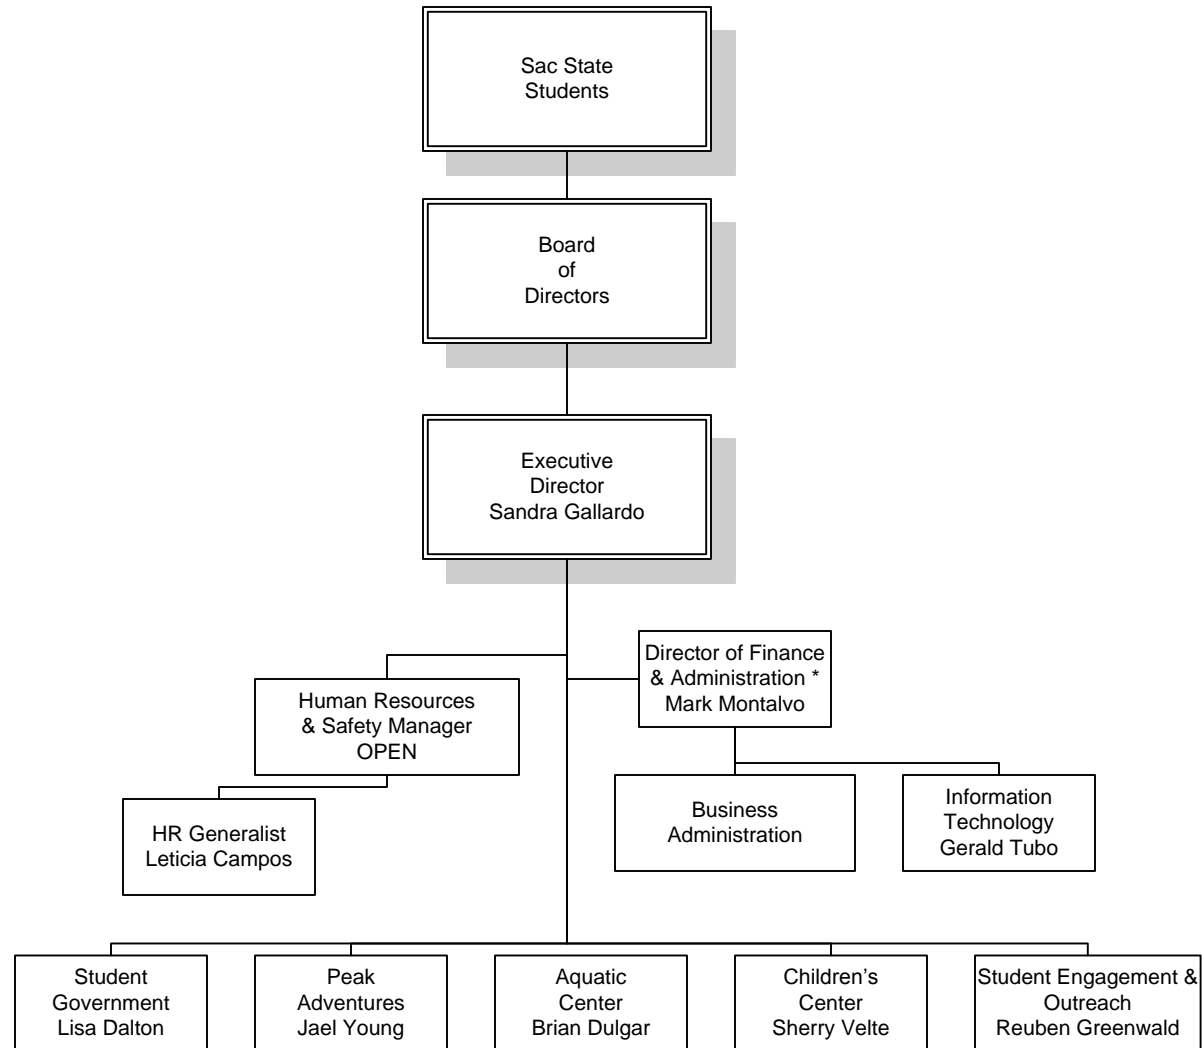 Sac State
Students
Board
of
Directors
Executive
Director
Sandra Gallardo
Director of Finance
& Administration *
Mark Montalvo
Human Resources
& Safety Manager
OPEN
Business
Administration
Information
Technology
Gerald Tubo
HR Generalist
Leticia Campos
Student
Government
Lisa Dalton
Peak
Adventures
Jael Young
Aquatic
Center
Brian Dulgar
Children’s
Center
Sherry Velte
Student Engagement &
Outreach
Reuben Greenwald